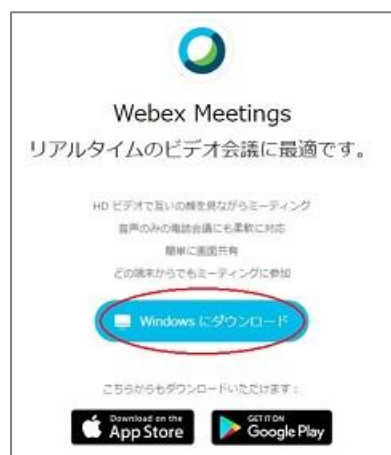 Webex Meetings
リアルタイムのビデオ会議に最適です。
HD ビデオで互いの顔を見ながらミーティング
音声のみの電話会議にも柔軟に対応
簡単に画面共有
どの端末からでもミーティングに参加
Windows にダウンロード
こちらからもダウンロードいただけます：
Download on the
App Store
GET IT ON
Google Play